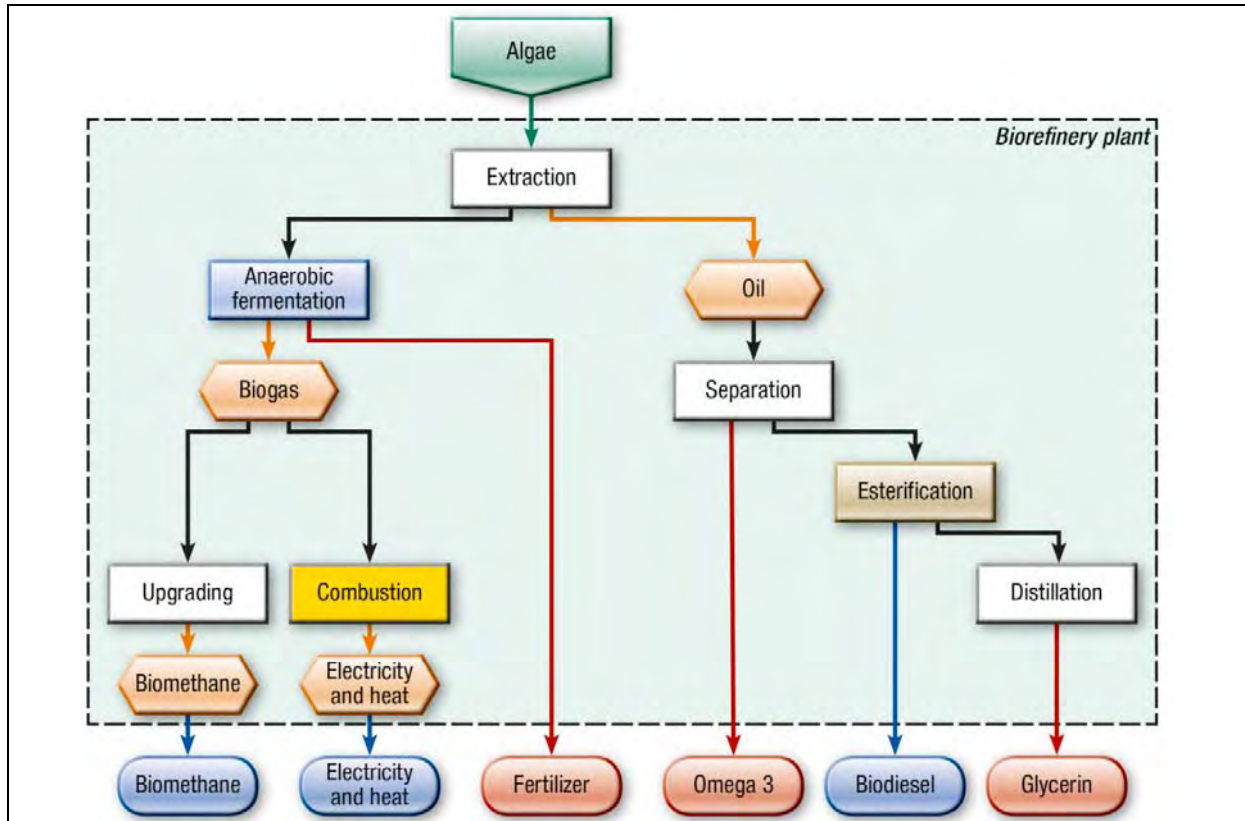 Algae
Biorefinery plant
Extraction
Anaerobic
fermentation
Oil
Biogas
Separation
Esterification
Upgrading
Combustion
Distillation
Biomethane
Electricity
and heat
Biomethane
Electricity
and heat
Fertilizer
Omega 3
Biodiesel
Glycerin